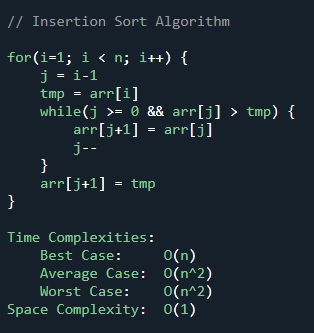 // Insertion Sort Algorithm
for(i=1; i < n; i++) {
    j = i-1
    tmp = arr[i]
    while(j >= 0 && arr[j] > tmp) {
        arr[j+1] = arr[j]
        j--
    }
    arr[j+1] = tmp
}
Time Complexities:
    Best Case:     O(n)
    Average Case:  O(n^2)
    Worst Case:    O(n^2)
Space Complexity:  O(1)